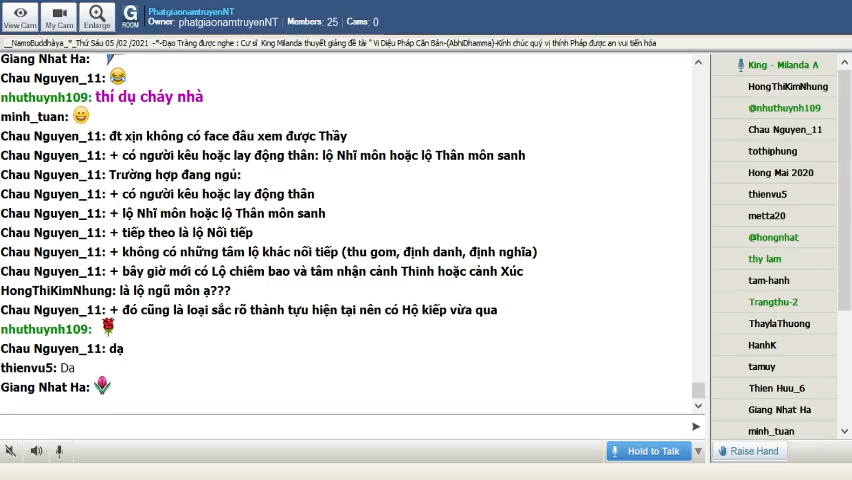 View Cam
My Cam
Enlarge
G
ROOM
PhatgiaonamtruyenNT
Owner: phatgiaonamtruyenNT
Members: 25
Cams: 0
__NamoBuddhàya_*_Thứ Sáu 05 /02 /2021 -*-Đạo Tràng được nghe : Cư sĩ King Milanda thuyết giảng đề tài " Vi Diệu Pháp Căn Bản-(AbhiDhamma)-Kính chúc quý vị thính Pháp được an vui tiến hóa
Giang Nhat Ha:
Chau Nguyen_11:
nhuthuynh109: thí dụ cháy nhà
minh_tuan:
Chau Nguyen_11: đt xịn không có face đâu xem được Thầy
Chau Nguyen_11: + có người kêu hoặc lay động thân: lộ Nhĩ môn hoặc lộ Thân môn sanh
Chau Nguyen_11: Trường hợp đang ngủ:
Chau Nguyen_11: + có người kêu hoặc lay động thân
Chau Nguyen_11: + lộ Nhĩ môn hoặc lộ Thân môn sanh
Chau Nguyen_11: + tiếp theo là lộ Nối tiếp
Chau Nguyen_11: + không có những tâm lộ khác nối tiếp (thu gom, định danh, định nghĩa)
Chau Nguyen_11: + bây giờ mới có Lộ chiêm bao và tâm nhận cảnh Thinh hoặc cảnh Xúc
HongThiKimNhung: là lộ ngũ môn ạ???
Chau Nguyen_11: + đó cũng là loại sắc rõ thành tựu hiện tại nên có Hộ kiếp vừa qua
nhuthuynh109:
Chau Nguyen_11: dạ
thienvu5: Da
Giang Nhat Ha:
King - Milanda A
HongThiKimNhung
@nhuthuynh109
Chau Nguyen_11
tothiphung
Hong Mai 2020
thienvu5
metta20
@hongnhat
thy lam
tam-hanh
Trangthu-2
ThaylaThuong
HanhK
tamuy
Thien Huu_6
Giang Nhat Ha
minh_tuan
Hold to Talk
Raise Hand